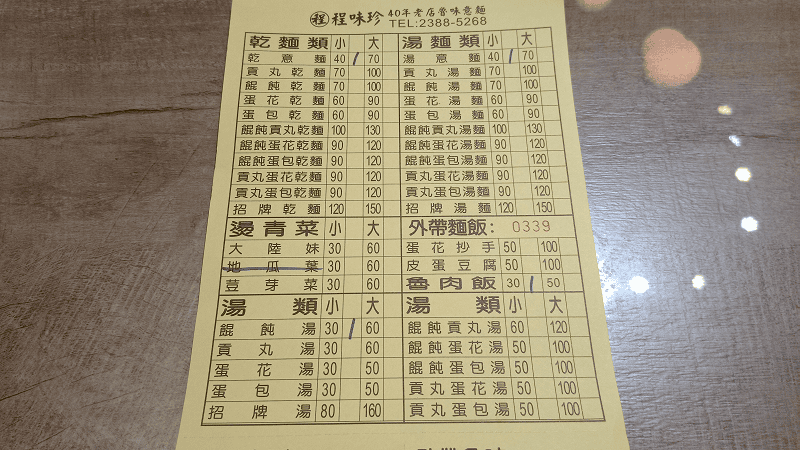 程 程味珍 40年老店當味意麵
TEL:2388-5268
乾麵類 小 大
乾意麵 40 / 70
貢丸乾麵 70 100
餛飩乾麵 70 100
蛋花乾麵 60 90
蛋包乾麵 60 90
餛飩貢丸乾麵 100 130
餛飩蛋花乾麵 90 120
餛飩蛋包乾麵 90 120
貢丸蛋花乾麵 90 120
貢丸蛋包乾麵 90 120
招牌乾麵 120 150
湯麵類 小 大
湯意麵 40 / 70
貢丸湯麵 70 100
餛飩湯麵 70 100
蛋花湯麵 60 90
蛋包湯麵 60 90
餛飩貢丸湯麵 100 130
餛飩蛋花湯麵 90 120
餛飩蛋包湯麵 90 120
貢丸蛋花湯麵 90 120
貢丸蛋包湯麵 90 120
招牌湯麵 120 150
燙青菜 小 大
大陸妹 30 60
地瓜葉 30 60
荳芽菜 30 60
外帶麵飯: 0339
蛋花抄手 50 100
皮蛋豆腐 50 100
魯肉飯 30 / 50
湯類 小 大
餛飩湯 30 / 60
貢丸湯 30 60
蛋花湯 30 50
蛋包湯 30 50
招牌湯 80 160
湯類 小 大
餛飩貢丸湯 60 120
餛飩蛋花湯 50 100
餛飩蛋包湯 50 100
貢丸蛋花湯 50 100
貢丸蛋包湯 50 100